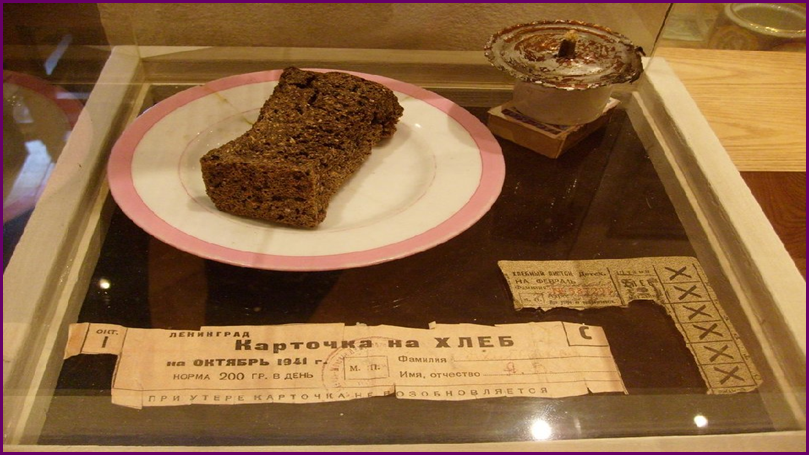 ХЛЕБНЫЙ
НА ФЕВРАЛЬ
ОКТ.
1
ЛЕНИНГРАД
С
Карточка на ХЛЕБ
на ОКТЯБРЬ 1941 г.
НОРМА 200 ГР. В ДЕНЬ
М. П.
Фамилия
Имя, отчество
ПРИ УТЕРЕ КАРТОЧКА НЕ ВОЗОБНОВЛЯЕТСЯ